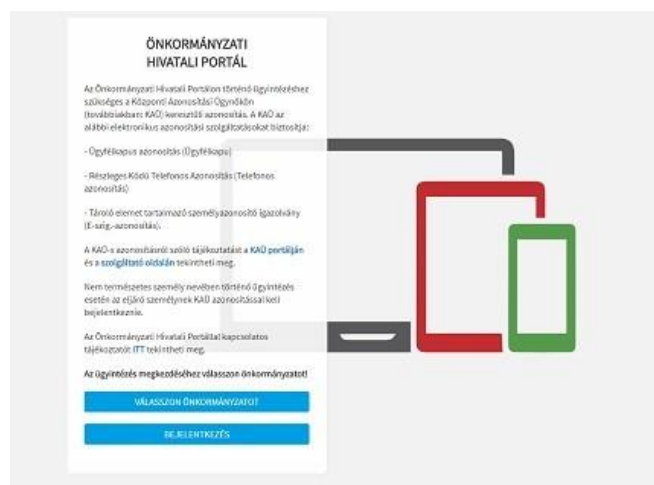 ÖNKORMÁNYZATI
HIVATALI PORTÁL
Az Önkormányzati Hivatali Portálon történő ügyintézéshez
szükséges a Központi Azonosítási Ügynökön
(továbbiakban: KAÜ) keresztüli azonosítás. A KAÜ az
alábbi elektronikus azonosítási szolgáltatásokat biztosítja:
- Ügyfélkapus azonosítás (Ügyfélkapu)
- Részleges Kódú Telefonos Azonosítás (Telefonos
azonosítás)
- Tároló elemet tartalmazó személyazonosító igazolvány
(E-szig.-azonosítás).
A KAÜ-s azonosításról szóló tájékoztatást a KAÜ portálján
és a szolgáltató oldalán tekintheti meg.
Nem természetes személy nevében történő ügyintézés
esetén az eljáró személynek KAÜ azonosítással kell
bejelentkeznie.
Az Önkormányzati Hivatali Portállal kapcsolatos
tájékoztatót ITT tekintheti meg.
Az ügyintézés megkezdéséhez válasszon önkormányzatot!
VÁLASSZON ÖNKORMÁNYZATOT
BEJELENTKEZÉS